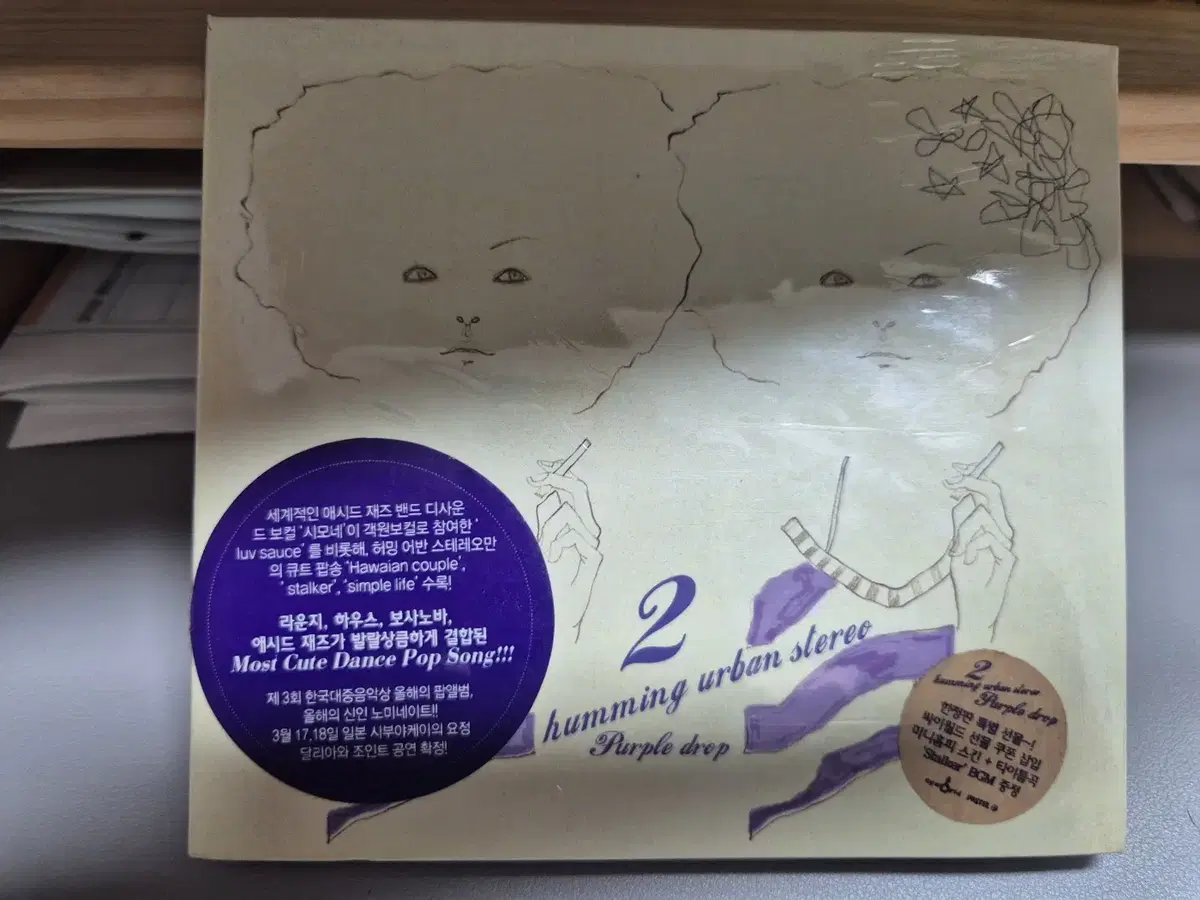 세계적인 애시드 재즈 밴드 디사운
드 보컬 '시모네'이 객원보컬로 참여한 '
luv sauce' 를 비롯해, 허밍 어반 스테레오만
의 큐트 팝송 'Hawaian couple',
' stalker', 'simple life' 수록!
라운지, 하우스, 보사노바,
애시드 재즈가 발랄상큼하게 결합된
Most Cute Dance Pop Song!!!
제 3회 한국대중음악상 올해의 팝앨범,
올해의 신인 노미네이트!!
3월 17,18일 일본 시부야케이의 요정
달리아와 조인트 공연 확정!
2
humming urban stereo
Purple drop
2
humming urban stereo
Purple drop
한정판 특별 선물~!
싸이월드 선물 쿠폰 삽입
미니홈피 스킨 + 타이틀곡
'Stalker' BGM 증정